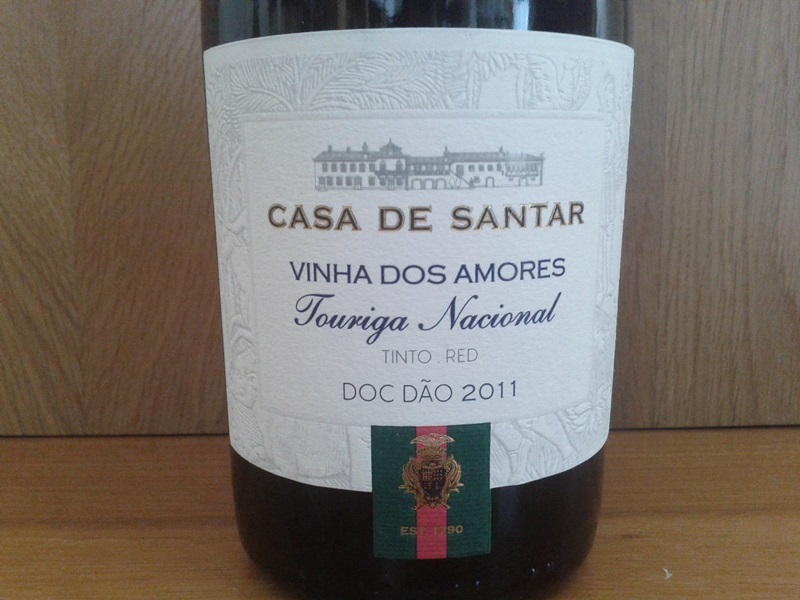 CASA DE SANTAR
VINHA DOS AMORES
Touriga Nacional
TINTO . RED
DOC DÃO 2011
EST 1790